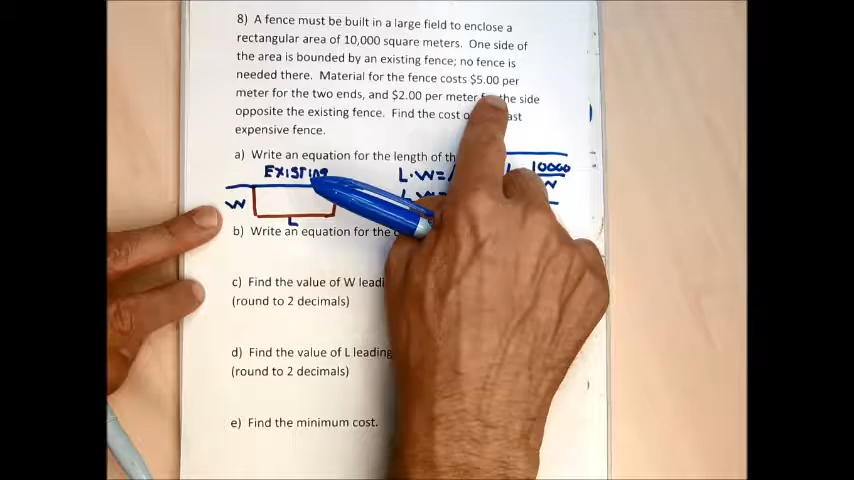 8) A fence must be built in a large field to enclose a
rectangular area of 10,000 square meters. One side of
the area is bounded by an existing fence; no fence is
needed there. Material for the fence costs $5.00 per
meter for the two ends, and $2.00 per meter for the side
opposite the existing fence. Find the cost o ast
expensive fence.
a) Write an equation for the length of th
EXISTING L·W= 10000
W L W= W
L
b) Write an equation for the
c) Find the value of W leadi
(round to 2 decimals)
d) Find the value of L leading
(round to 2 decimals)
e) Find the minimum cost.